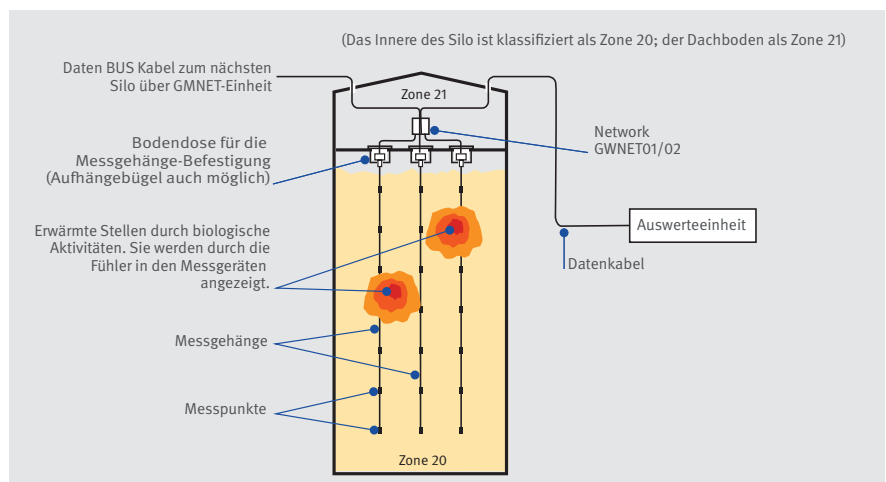 (Das Innere des Silo ist klassifiziert als Zone 20; der Dachboden als Zone 21)
Daten BUS Kabel zum nächsten
Silo über GMNET-Einheit
Zone 21
Network
GWNET01/02
Bodendose für die
Messgehänge-Befestigung
(Aufhängebügel auch möglich)
Erwärmte Stellen durch biologische
Aktivitäten. Sie werden durch die
Fühler in den Messgeräten
angezeigt.
Auswerteeinheit
Datenkabel
Messgehänge
Messpunkte
Zone 20